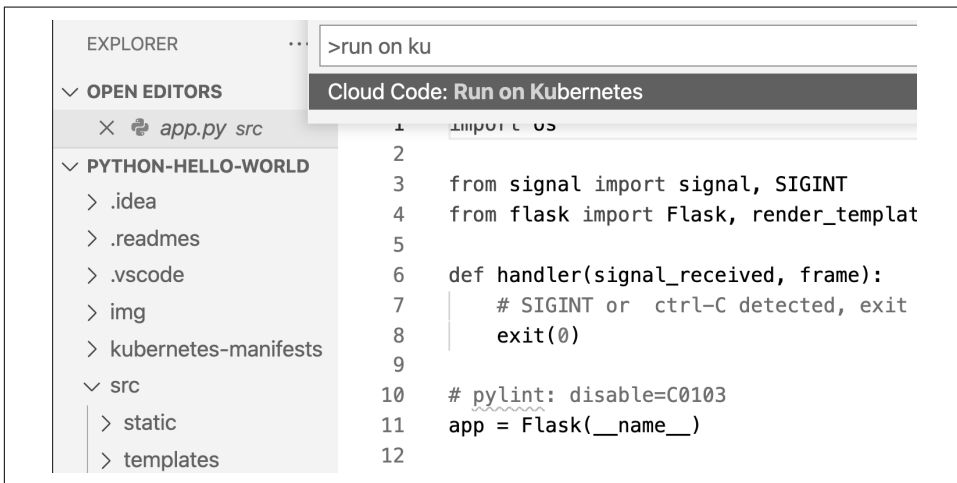 EXPLORER ...
OPEN EDITORS
app.py src
PYTHON-HELLO-WORLD
.idea
.readmes
.vscode
img
kubernetes-manifests
src
static
templates
>run on ku
Cloud Code: Run on Kubernetes
1 import os
2
3 from signal import signal, SIGINT
4 from flask import Flask, render_templat
5
6 def handler(signal_received, frame):
7 # SIGINT or  ctrl-C detected, exit
8 exit(0)
9
10 # pylint: disable=C0103
11 app = Flask(__name__)
12